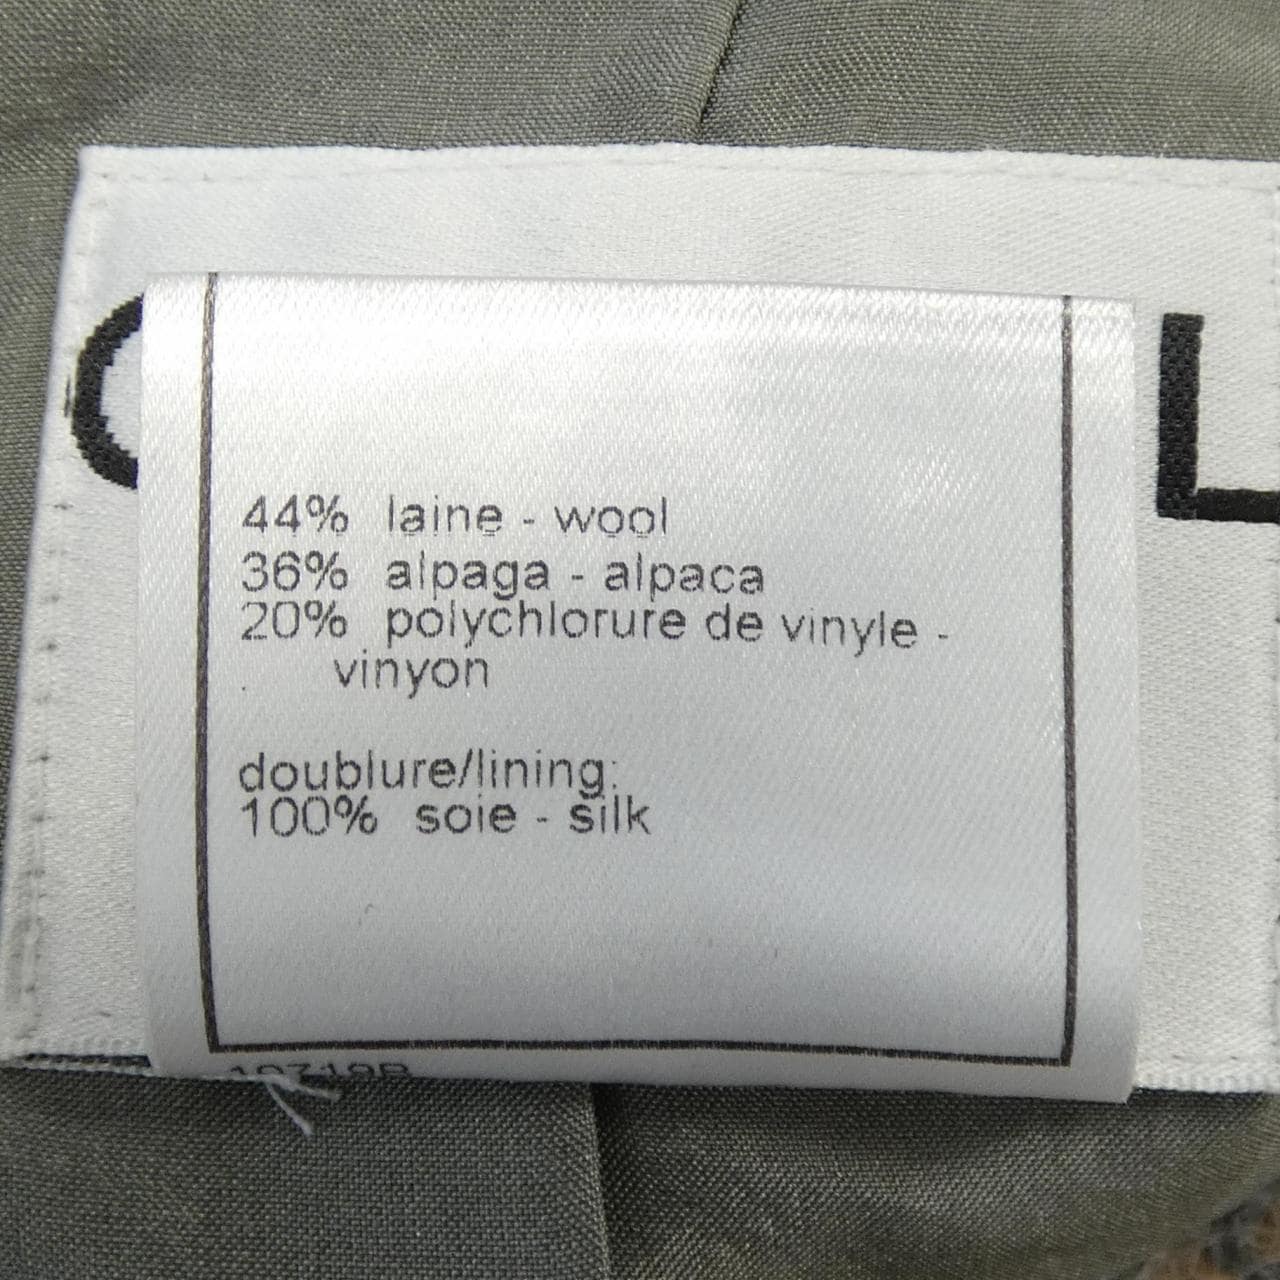 44% laine - wool
36% alpaga - alpaca
20% polychlorure de vinyle -
vinyon
doublure/lining:
100% soie - silk
L